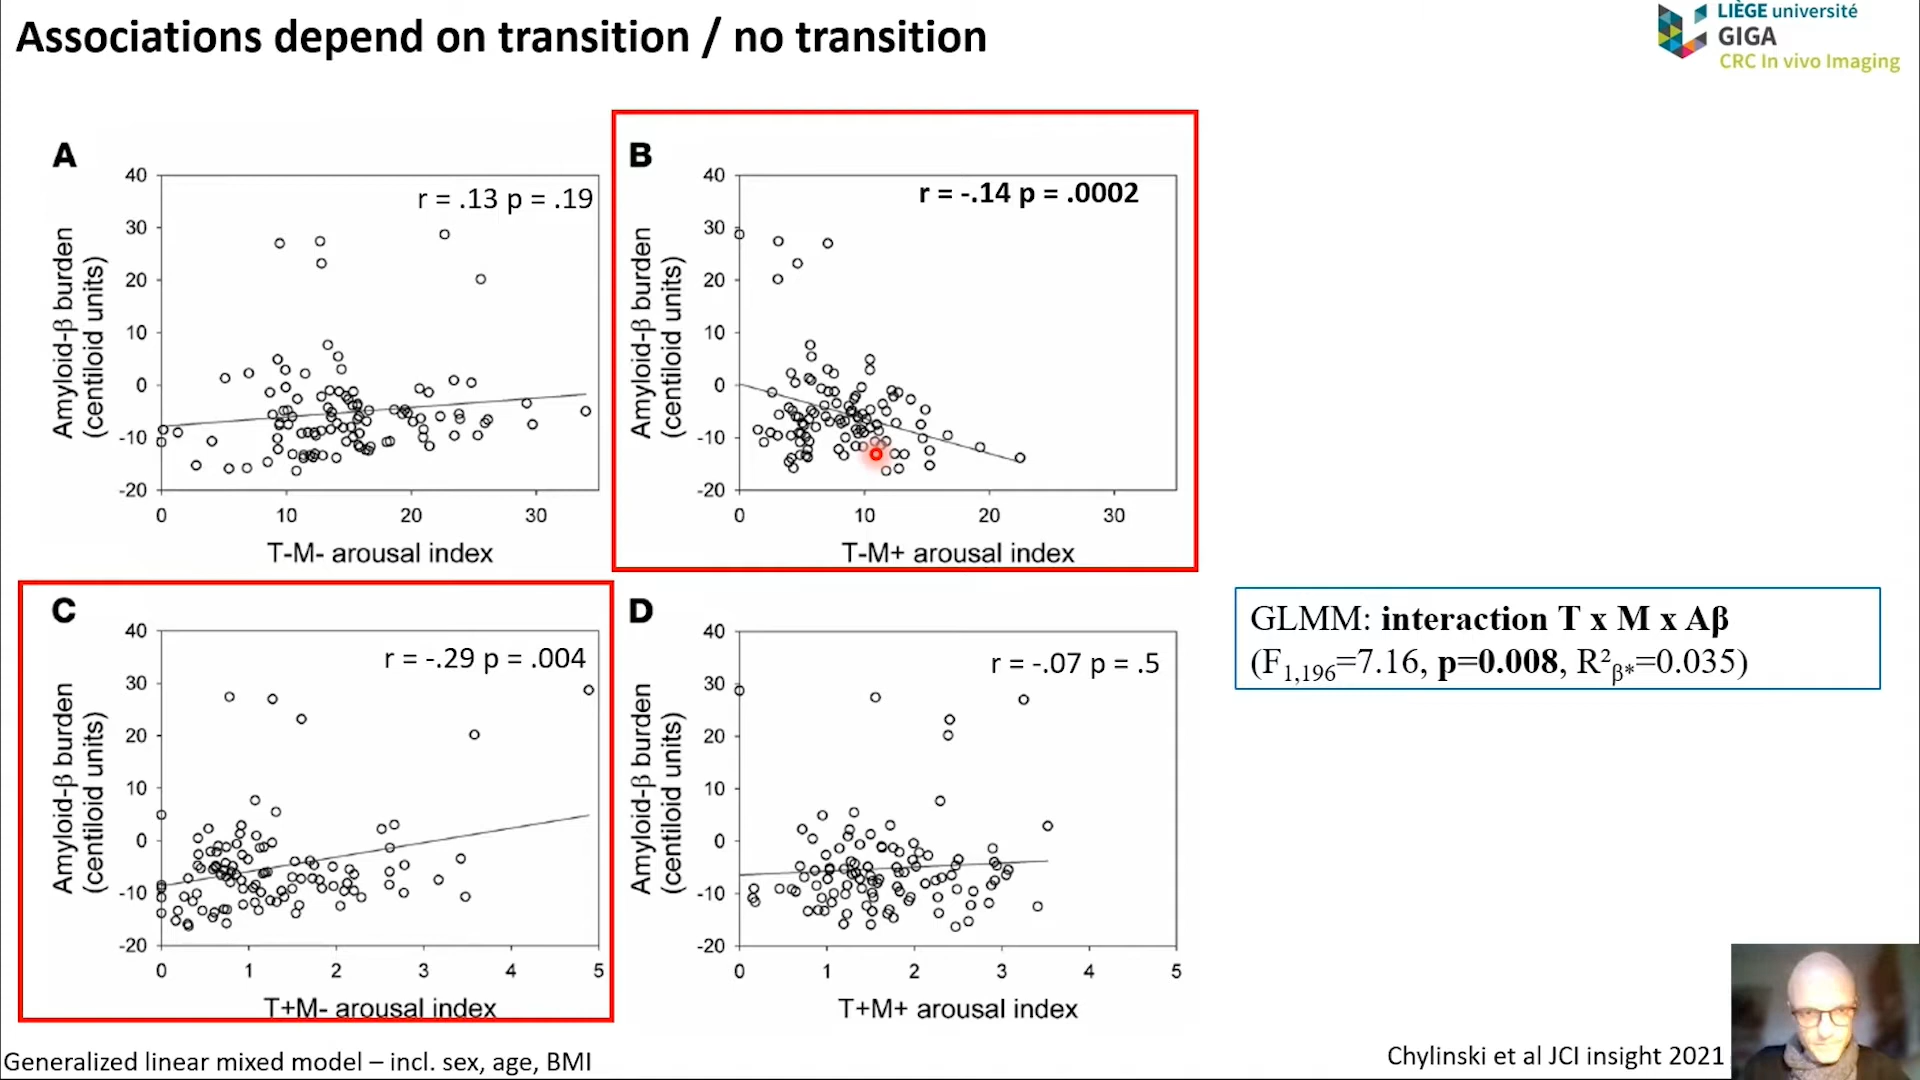 Associations depend on transition / no transition
LIÈGE université
GIGA
CRC In vivo Imaging
A
40
30
20
10
0
-10
-20
Amyloid-β burden
(centiloid units)
r = .13 p = .19
0 10 20 30
T-M- arousal index
B
40
30
20
10
0
-10
-20
Amyloid-β burden
(centiloid units)
r = -.14 p = .0002
0 10 20 30
T-M+ arousal index
C
40
30
20
10
0
-10
-20
Amyloid-β burden
(centiloid units)
r = -.29 p = .004
0 1 2 3 4 5
T+M- arousal index
D
40
30
20
10
0
-10
-20
Amyloid-β burden
(centiloid units)
r = -.07 p = .5
0 1 2 3 4 5
T+M+ arousal index
GLMM: interaction T x M x Aβ
(F1,196=7.16, p=0.008, R²β*=0.035)
Generalized linear mixed model – incl. sex, age, BMI
Chylinski et al JCI insight 2021